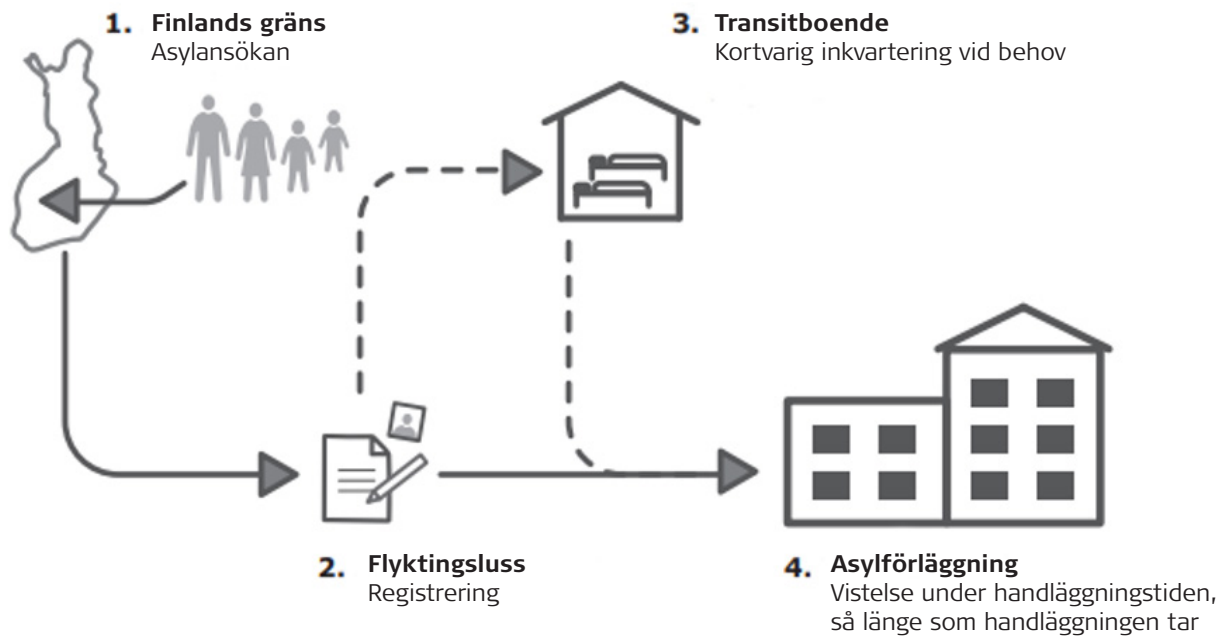 1. Finlands gräns
Asylansökan
2. Flyktingsluss
Registrering
3. Transitboende
Kortvarig inkvartering vid behov
4. Asylförläggning
Vistelse under handläggningstiden,
så länge som handläggningen tar